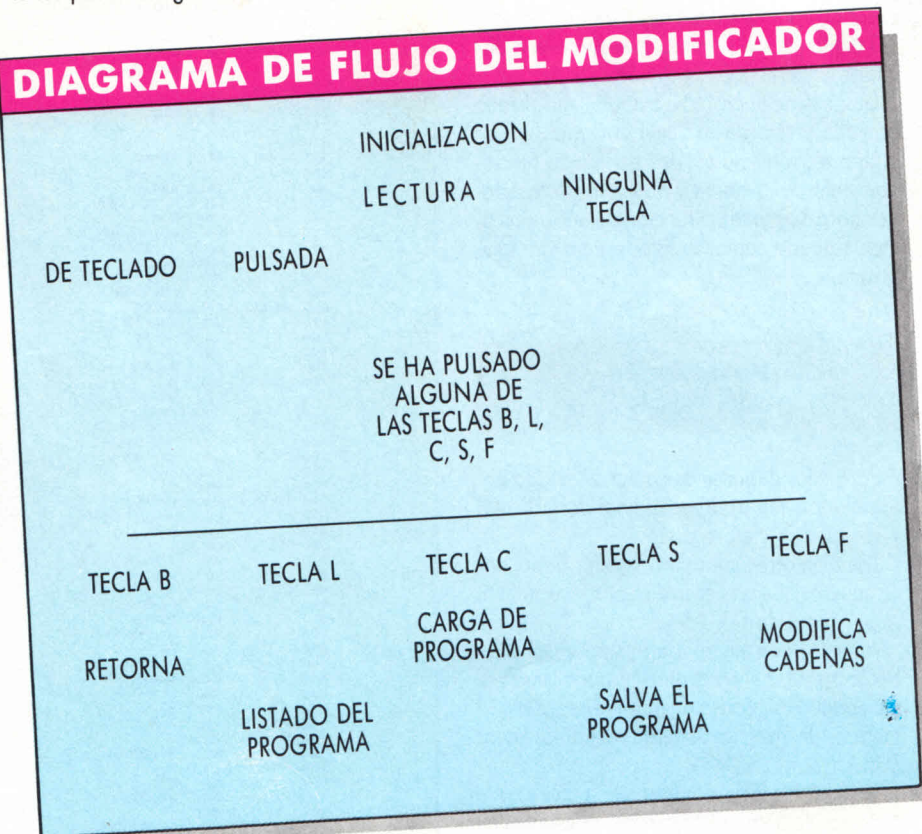 DIAGRAMA DE FLUJO DEL MODIFICADOR
INICIALIZACION
LECTURA
NINGUNA
TECLA
DE TECLADO
PULSADA
SE HA PULSADO
ALGUNA DE
LAS TECLAS B, L,
C, S, F
TECLA B
TECLA L
TECLA C
TECLA S
TECLA F
RETORNA
LISTADO DEL
PROGRAMA
CARGA DE
PROGRAMA
SALVA EL
PROGRAMA
MODIFICA
CADENAS